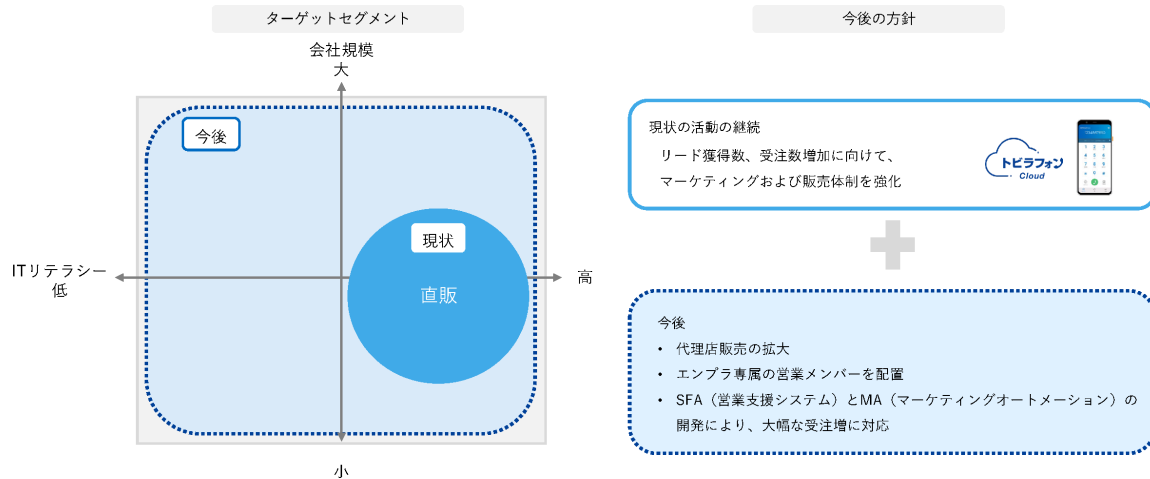 ターゲットセグメント
会社規模
大
今後
現状
直販
ITリテラシー
低
高
小
今後の方針
現状の活動の継続
リード獲得数、受注数増加に向けて、
マーケティングおよび販売体制を強化
トビラフォン
Cloud
今後
• 代理店販売の拡大
• エンプラ専属の営業メンバーを配置
• SFA（営業支援システム）とMA（マーケティングオートメーション）の
開発により、大幅な受注増に対応